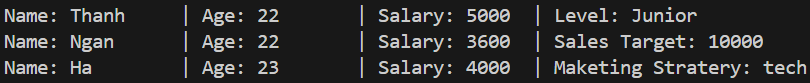 Name: Thanh | Age: 22 | Salary: 5000 | Level: Junior
Name: Ngan | Age: 22 | Salary: 3600 | Sales Target: 10000
Name: Ha | Age: 23 | Salary: 4000 | Maketing Stratery: tech